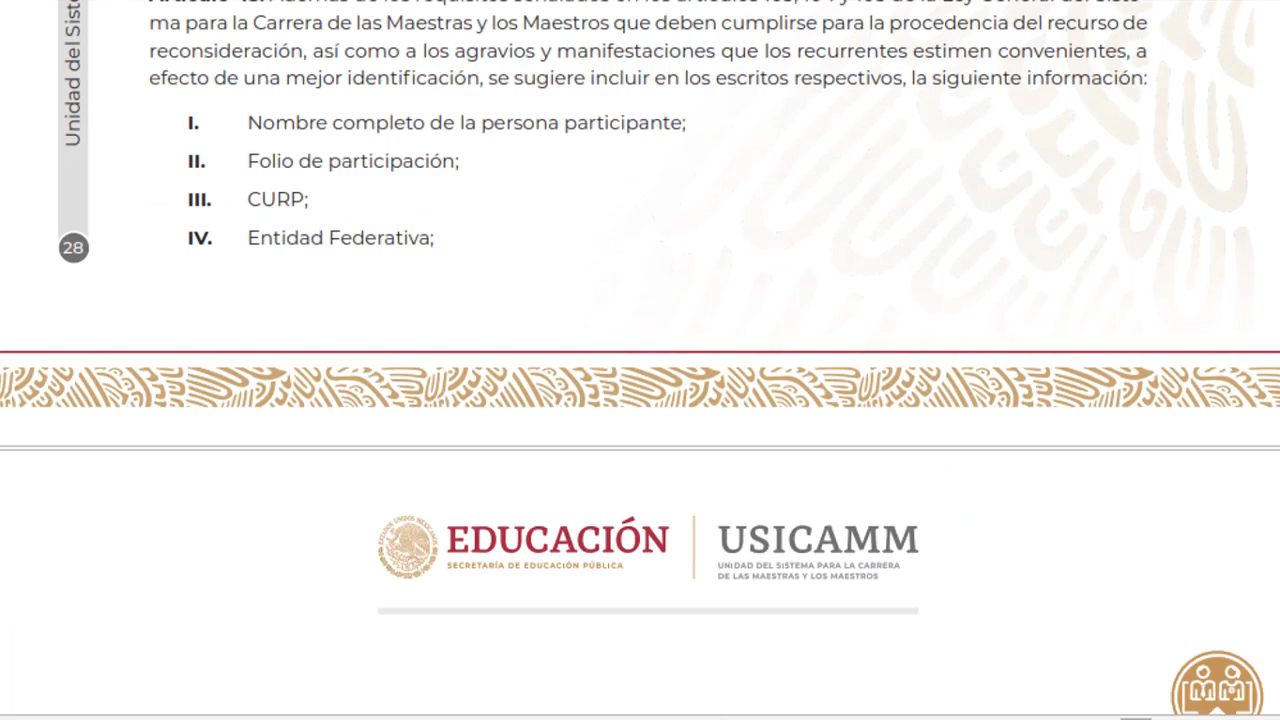 ma para la Carrera de las Maestras y los Maestros que deben cumplirse para la procedencia del recurso de
reconsideración, así como a los agravios y manifestaciones que los recurrentes estimen convenientes, a
efecto de una mejor identificación, se sugiere incluir en los escritos respectivos, la siguiente información:
I. Nombre completo de la persona participante;
II. Folio de participación;
III. CURP;
IV. Entidad Federativa;
Unidad del
28
EDUCACIÓN
SECRETARÍA DE EDUCACIÓN PÚBLICA
USICAMM
UNIDAD DEL SISTEMA PARA LA CARRERA
DE LAS MAESTRAS Y LOS MAESTROS